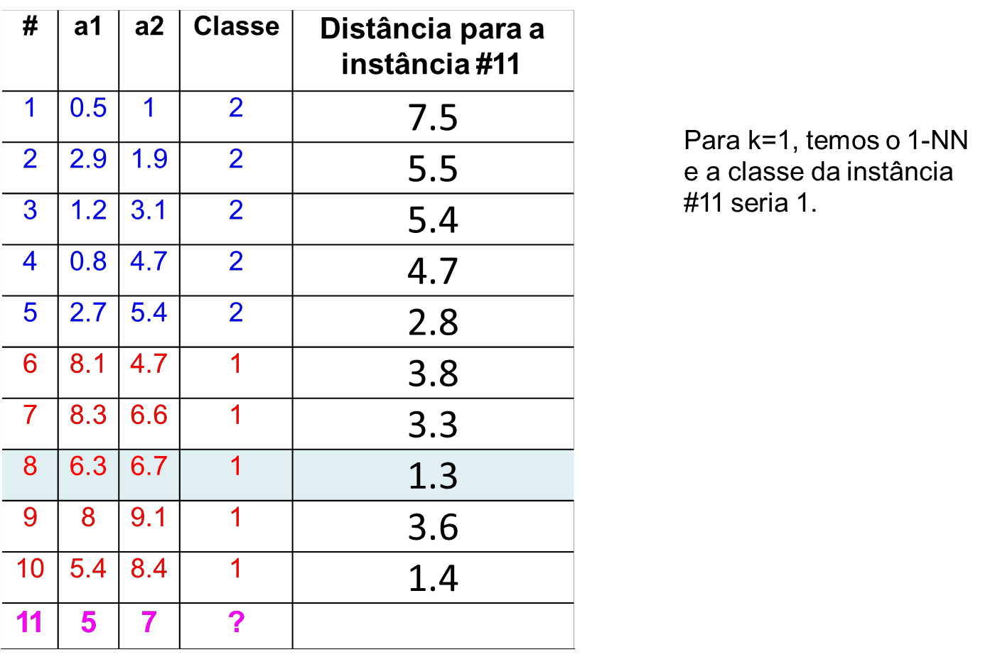 # a1 a2 Classe Distância para a
instância #11
1 0.5 1 2 7.5
2 2.9 1.9 2 5.5
3 1.2 3.1 2 5.4
4 0.8 4.7 2 4.7
5 2.7 5.4 2 2.8
6 8.1 4.7 1 3.8
7 8.3 6.6 1 3.3
8 6.3 6.7 1 1.3
9 8 9.1 1 3.6
10 5.4 8.4 1 1.4
11 5 7 ?
Para k=1, temos o 1-NN
e a classe da instância
#11 seria 1.